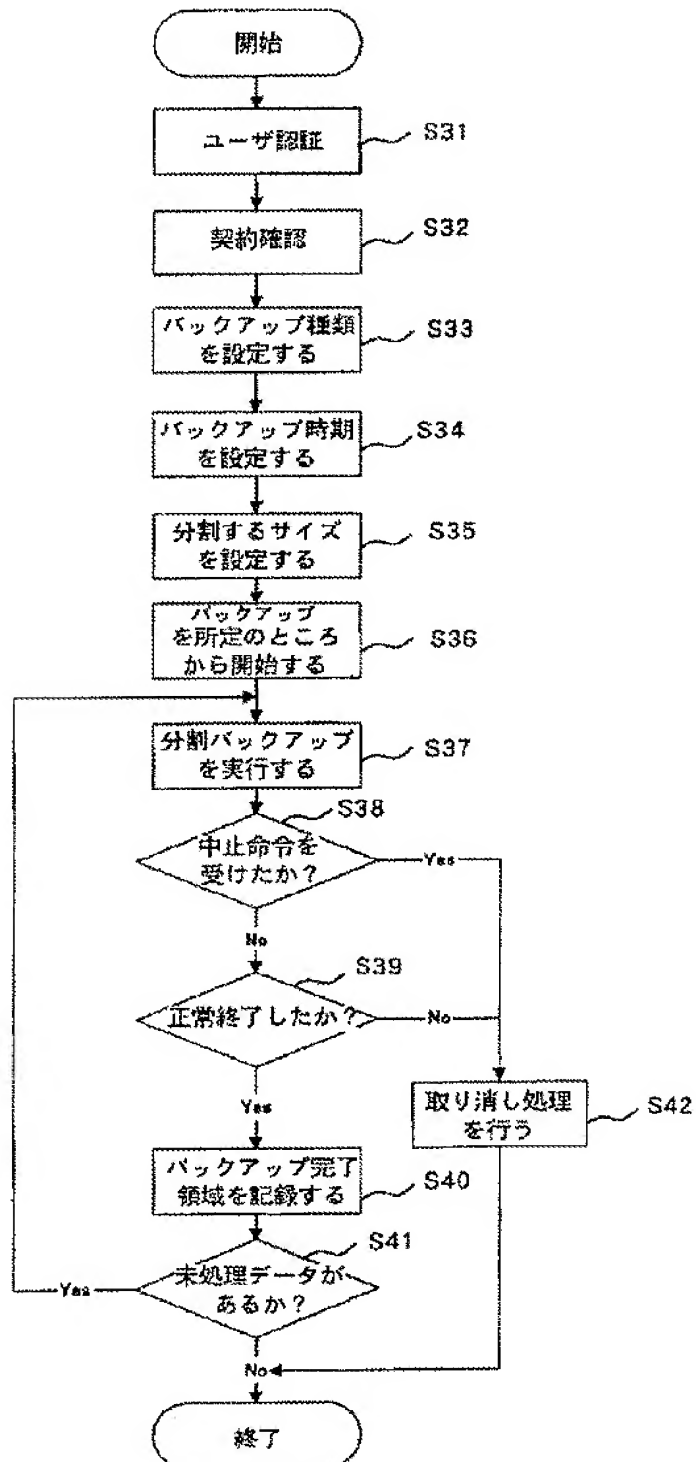 開始
ユーザ認証
S31
契約確認
S32
バックアップ種類
を設定する
S33
バックアップ時期
を設定する
S34
分割するサイズ
を設定する
S35
バックアップ
を所定のところ
から開始する
S36
分割バックアップ
を実行する
S37
S38
中止命令を
受けたか?
Yes
No
S39
正常終了したか?
No
Yes
取り消し処理
を行う
S42
バックアップ完了
領域を記録する
S40
S41
未処理データが
あるか?
Yes
No
終了